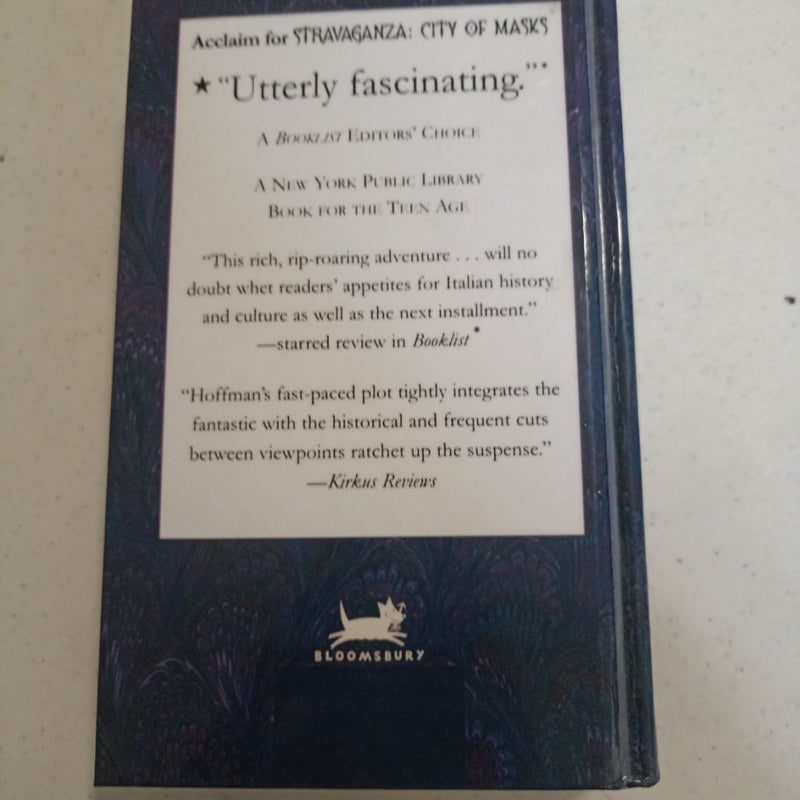 Acclaim for STRAVAGANZA: CITY OF MASKS
★ “Utterly fascinating.”*
A BOOKLIST EDITORS’ CHOICE
A NEW YORK PUBLIC LIBRARY
BOOK FOR THE TEEN AGE
“This rich, rip-roaring adventure . . . will no
doubt whet readers’ appetites for Italian history
and culture as well as the next installment.”
—starred review in Booklist*
“Hoffman’s fast-paced plot tightly integrates the
fantastic with the historical and frequent cuts
between viewpoints ratchet up the suspense.”
—Kirkus Reviews
BLOOMSBURY